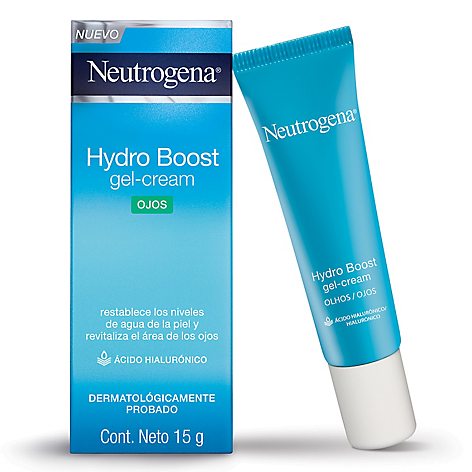 NUEVO
Neutrogena®
Hydro Boost
gel-cream
OJOS
restablece los niveles
de agua de la piel y
revitaliza el área de los ojos
ÁCIDO HIALURÓNICO
DERMATOLÓGICAMENTE
PROBADO
Cont. Neto 15 g
Neutrogena®
Hydro Boost
gel-cream
OLHOS / OJOS
ÁCIDO HIALURÔNICO/
HIALURÓNICO